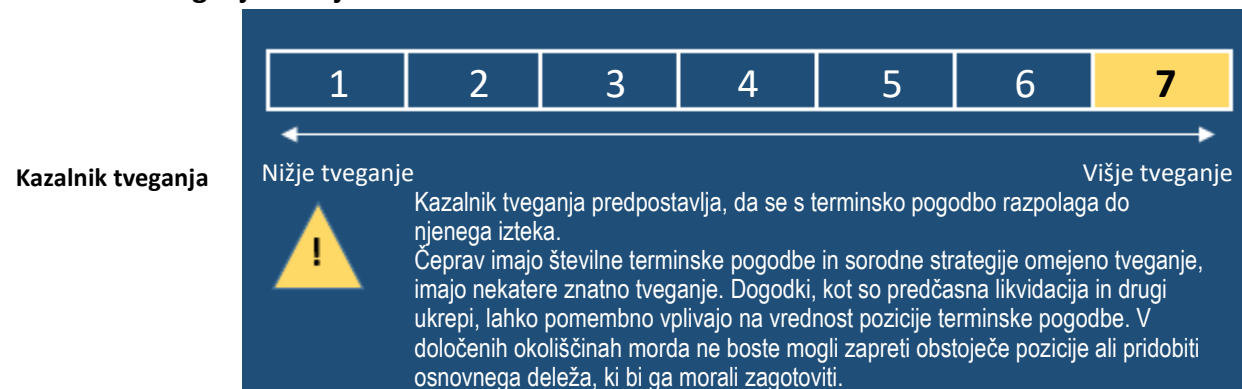 1 2 3 4 5 6 7
Nižje tveganje Višje tveganje
Kazalnik tveganja
!
Kazalnik tveganja predpostavlja, da se s terminsko pogodbo razpolaga do
njenega izteka.
Čeprav imajo številne terminske pogodbe in sorodne strategije omejeno tveganje,
imajo nekatere znatno tveganje. Dogodki, kot so predčasna likvidacija in drugi
ukrepi, lahko pomembno vplivajo na vrednost pozicije terminske pogodbe. V
določenih okoliščinah morda ne boste mogli zapreti obstoječe pozicije ali pridobiti
osnovnega deleža, ki bi ga morali zagotoviti.